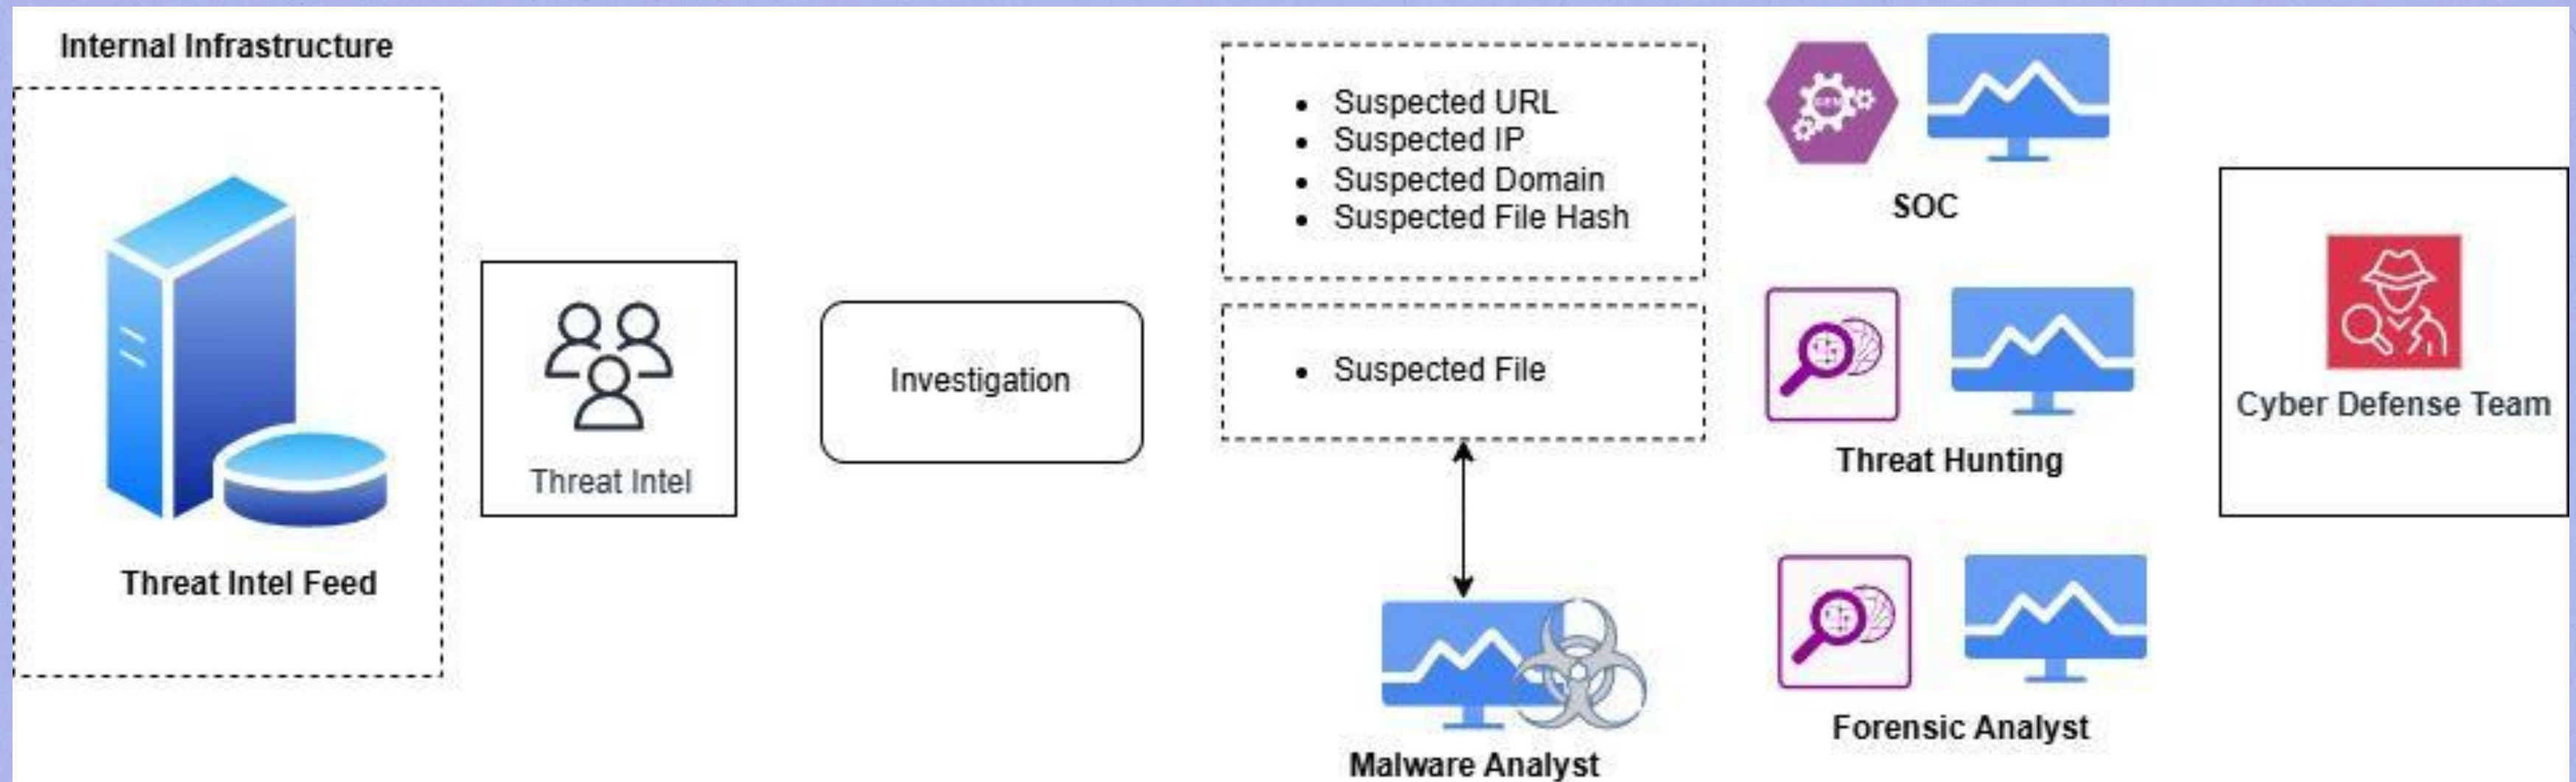 Internal Infrastructure
Threat Intel Feed
Threat Intel
Investigation
Suspected URL
Suspected IP
Suspected Domain
Suspected File Hash
Suspected File
Malware Analyst
SOC
Threat Hunting
Forensic Analyst
Cyber Defense Team